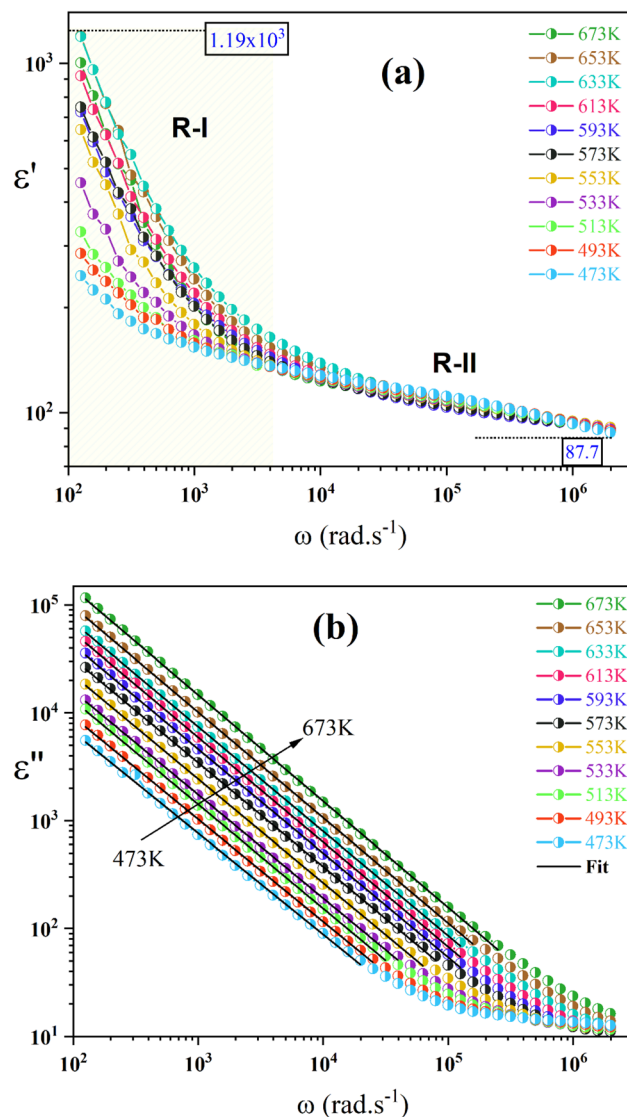 1.19x10³
(a)
R-I
R-II
87.7
673K
653K
633K
613K
593K
573K
553K
533K
513K
493K
473K
ε'
10³
10²
10² 10³ 10⁴ 10⁵ 10⁶
ω (rad.s⁻¹)
(b)
673K
473K
673K
653K
633K
613K
593K
573K
553K
533K
513K
493K
473K
Fit
ε''
10⁵
10⁴
10³
10²
10¹
10² 10³ 10⁴ 10⁵ 10⁶
ω (rad.s⁻¹)